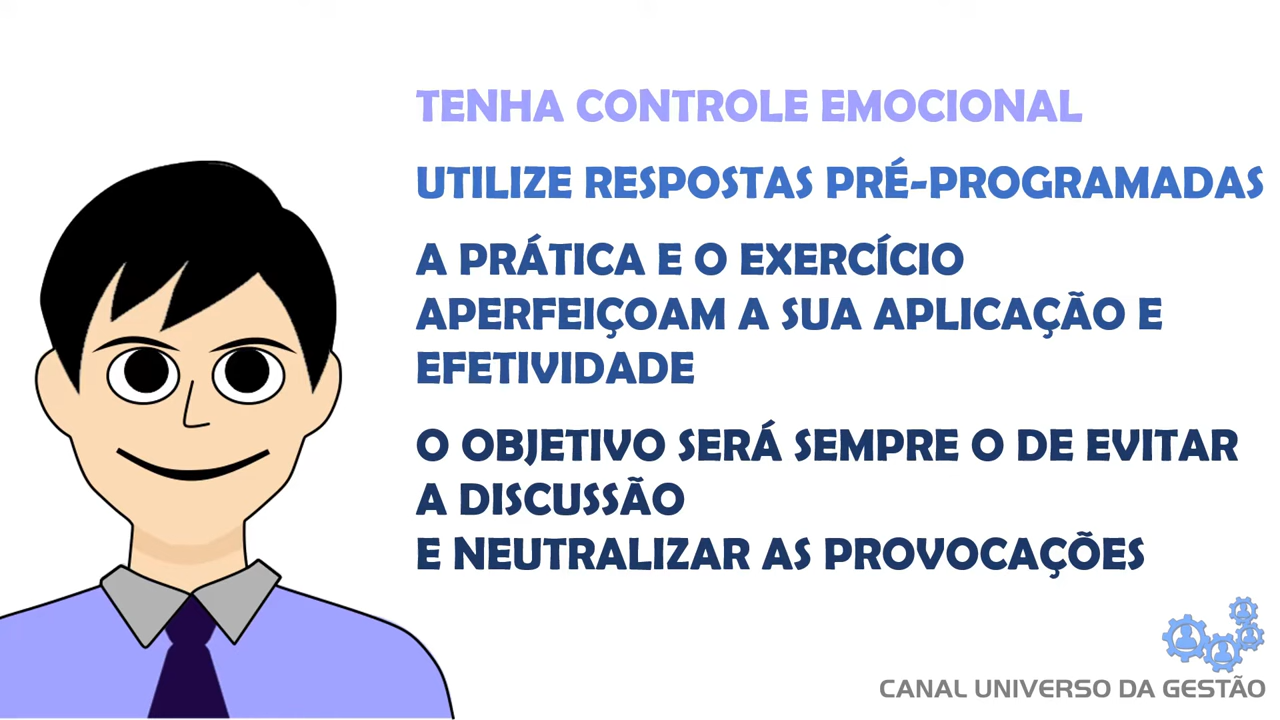 TENHA CONTROLE EMOCIONAL
UTILIZE RESPOSTAS PRÉ-PROGRAMADAS
A PRÁTICA E O EXERCÍCIO
APERFEIÇOAM A SUA APLICAÇÃO E
EFETIVIDADE
O OBJETIVO SERÁ SEMPRE O DE EVITAR
A DISCUSSÃO
E NEUTRALIZAR AS PROVOCAÇÕES
CANAL UNIVERSO DA GESTÃO